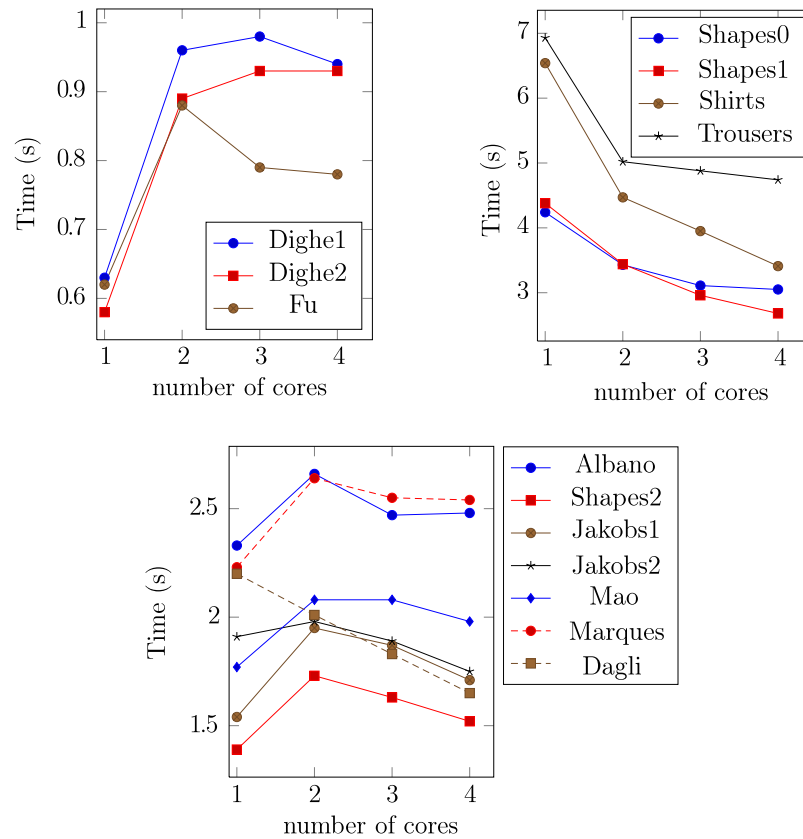 1
0.9
0.8
0.7
0.6
Time (s)
1 2 3 4
number of cores
Dighe1
Dighe2
Fu
7
6
5
4
3
Time (s)
1 2 3 4
number of cores
Shapes0
Shapes1
Shirts
Trousers
2.5
2
1.5
Time (s)
1 2 3 4
number of cores
Albano
Shapes2
Jakobs1
Jakobs2
Mao
Marques
Dagli